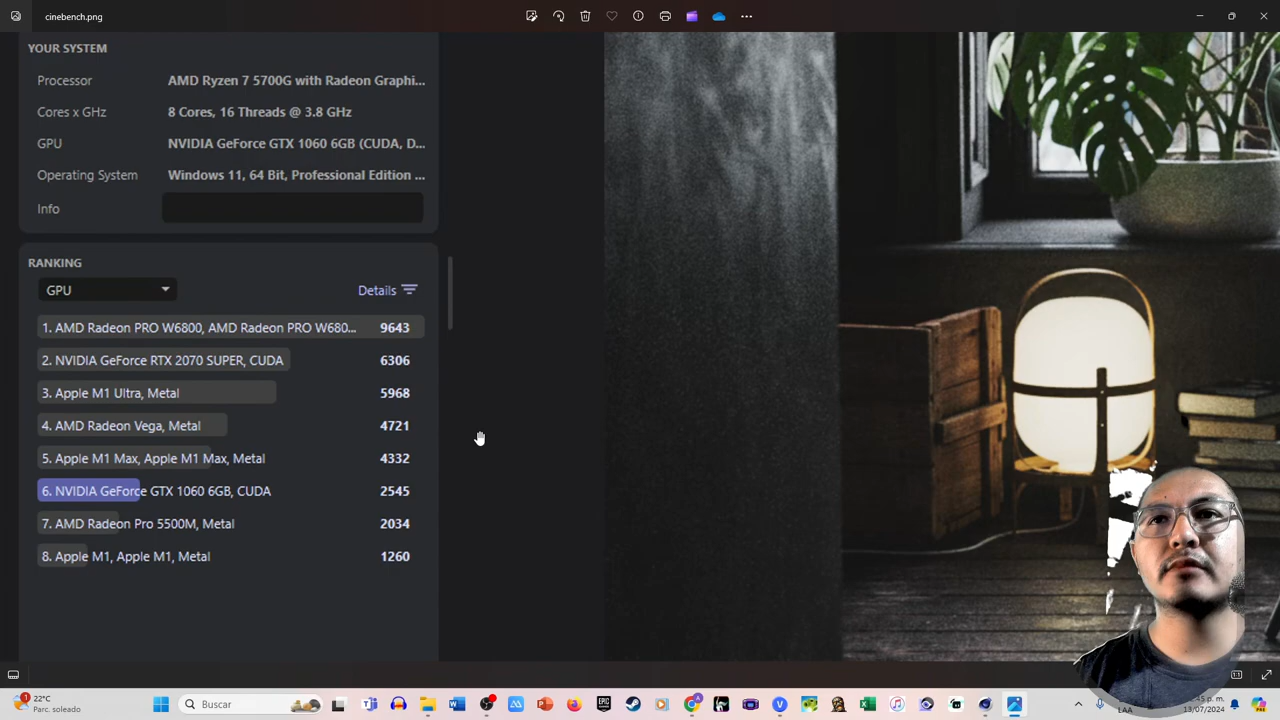 cinebench.png
YOUR SYSTEM
Processor AMD Ryzen 7 5700G with Radeon Graphi...
Cores x GHz 8 Cores, 16 Threads @ 3.8 GHz
GPU NVIDIA GeForce GTX 1060 6GB (CUDA, D...
Operating System Windows 11, 64 Bit, Professional Edition ...
Info
RANKING
GPU Details
1. AMD Radeon PRO W6800, AMD Radeon PRO W680... 9643
2. NVIDIA GeForce RTX 2070 SUPER, CUDA 6306
3. Apple M1 Ultra, Metal 5968
4. AMD Radeon Vega, Metal 4721
5. Apple M1 Max, Apple M1 Max, Metal 4332
6. NVIDIA GeForce GTX 1060 6GB, CUDA 2545
7. AMD Radeon Pro 5500M, Metal 2034
8. Apple M1, Apple M1, Metal 1260
22°C
Parc. soleado
Buscar
LAA
45 p. m.
13/07/2024